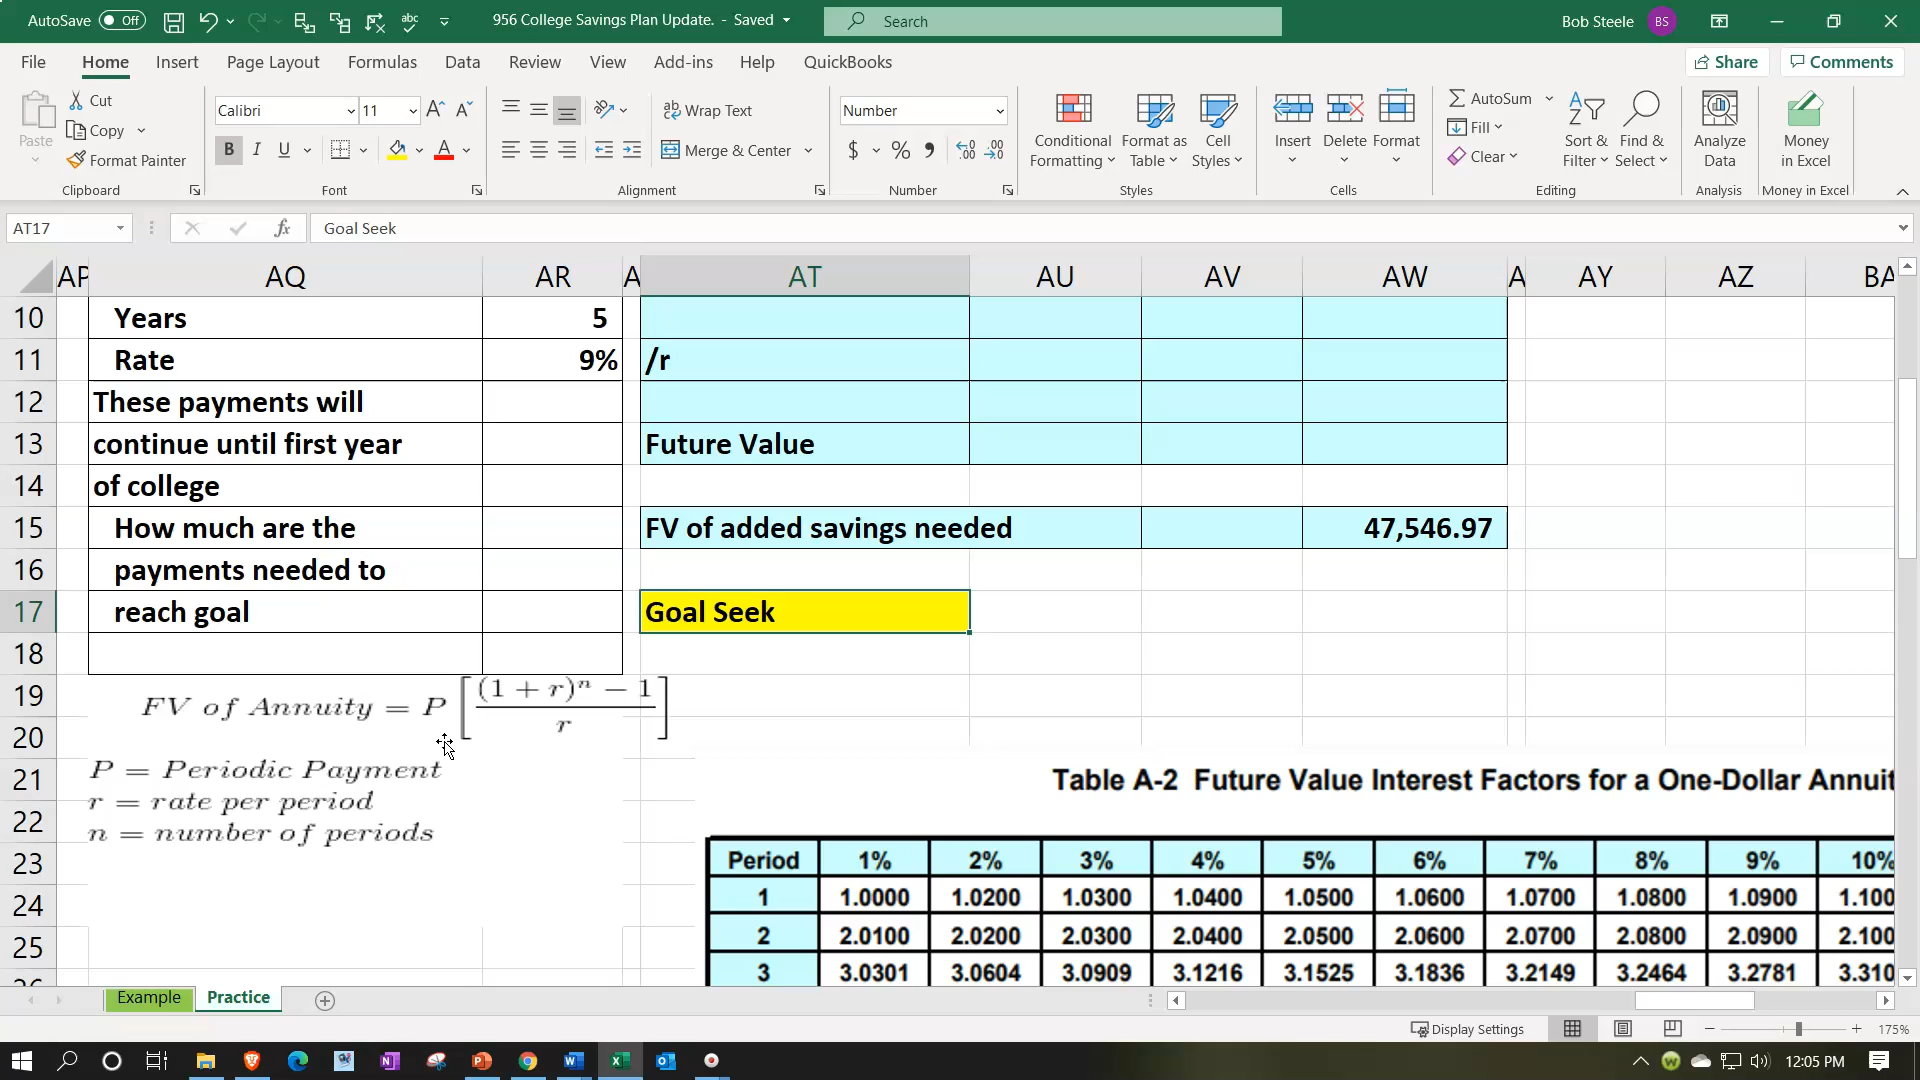 AutoSave Off 956 College Savings Plan Update. - Saved Search Bob Steele BS
File Home Insert Page Layout Formulas Data Review View Add-ins Help QuickBooks Share Comments
Paste Cut Copy Format Painter
Calibri 11 A A B I U A
ab Wrap Text Merge & Center
Number $ %
Conditional Formatting Format as Table Cell Styles
Insert Delete Format
AutoSum Fill Clear Sort & Filter Find & Select
Analyze Data Money in Excel
Clipboard Font Alignment Number Styles Cells Editing Analysis Money in Excel
AT17 fx Goal Seek
AP AQ AR A AT AU AV AW A AY AZ BA
10 Years 5
11 Rate 9% /r
12 These payments will
13 continue until first year Future Value
14 of college
15 How much are the FV of added savings needed 47,546.97
16 payments needed to
17 reach goal Goal Seek
18
19 FV of Annuity = P [ (1 + r)ⁿ − 1 / r ]
20
21 P = Periodic Payment Table A-2 Future Value Interest Factors for a One-Dollar Annuit
r = rate per period
22 n = number of periods
23 Period 1% 2% 3% 4% 5% 6% 7% 8% 9% 10%
24 1 1.0000 1.0200 1.0300 1.0400 1.0500 1.0600 1.0700 1.0800 1.0900 1.100
25 2 2.0100 2.0200 2.0300 2.0400 2.0500 2.0600 2.0700 2.0800 2.0900 2.100
3 3.0301 3.0604 3.0909 3.1216 3.1525 3.1836 3.2149 3.2464 3.2781 3.310
Example Practice
Display Settings 175%
12:05 PM